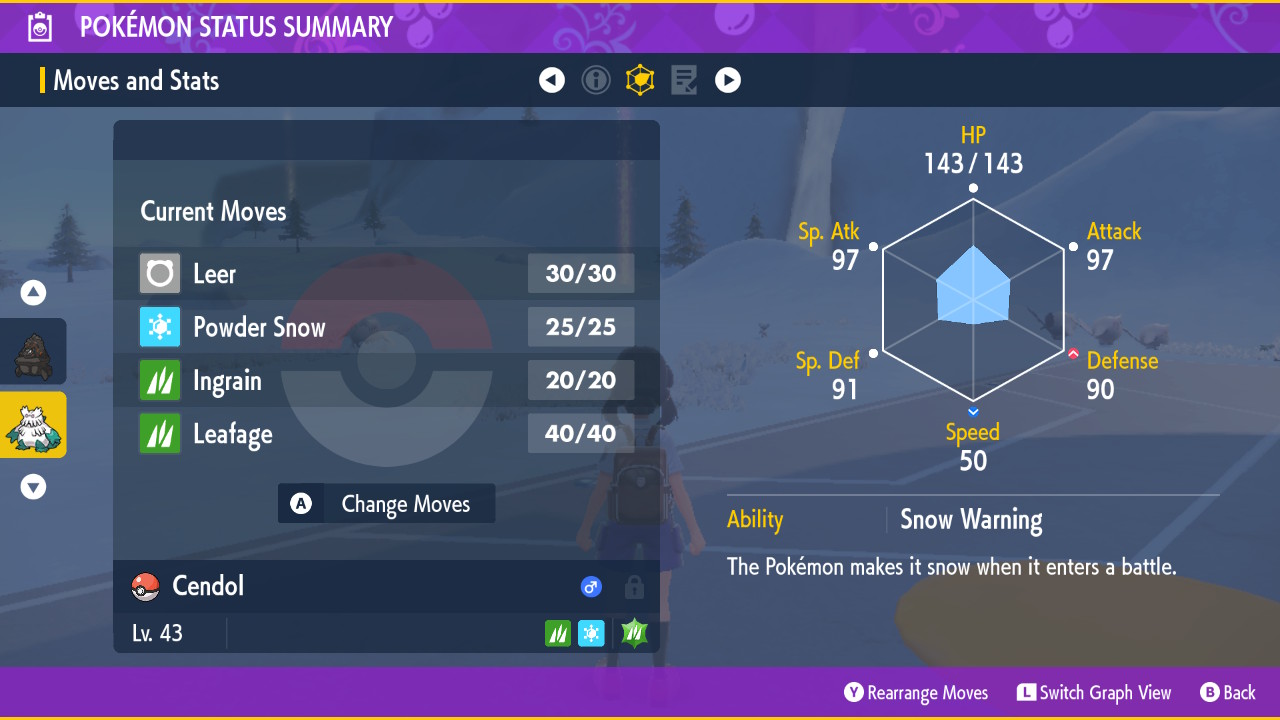 POKÉMON STATUS SUMMARY
Moves and Stats
Current Moves
Leer 30/30
Powder Snow 25/25
Ingrain 20/20
Leafage 40/40
A Change Moves
Cendol
Lv. 43
HP
143/143
Sp. Atk
97
Attack
97
Sp. Def
91
Defense
90
Speed
50
Ability Snow Warning
The Pokémon makes it snow when it enters a battle.
Y Rearrange Moves L Switch Graph View B Back